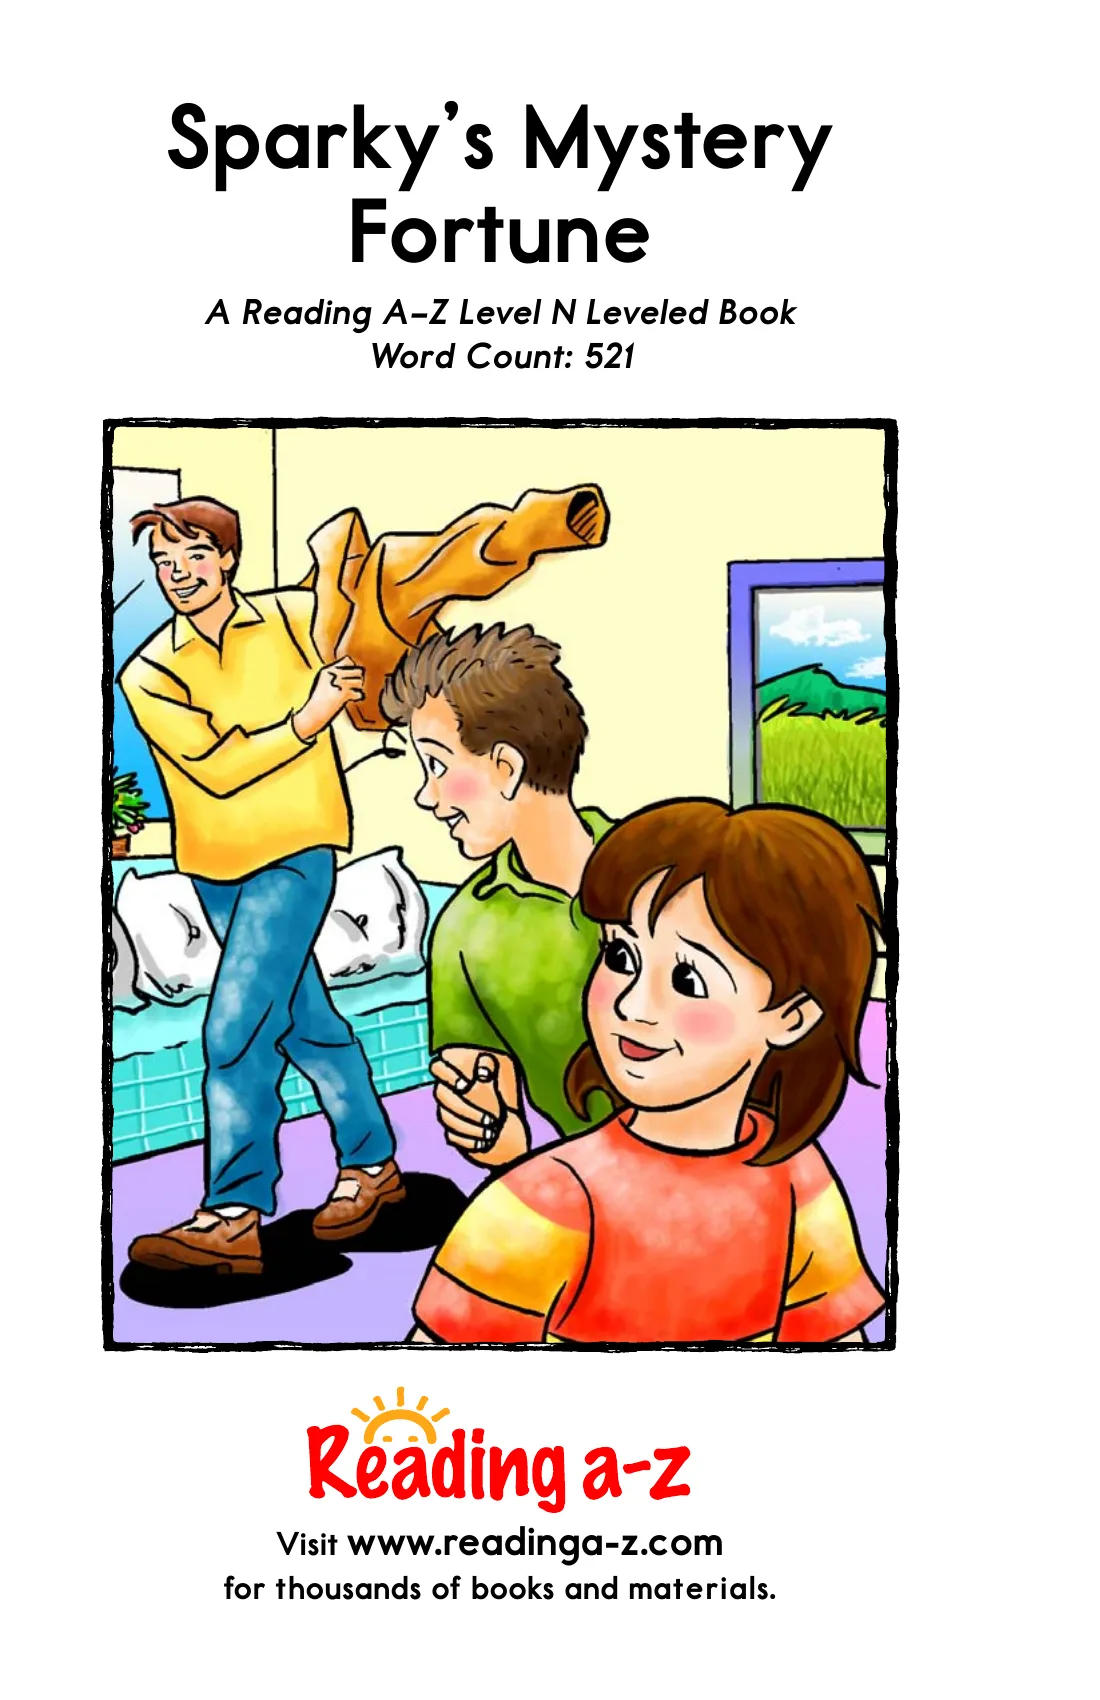 Sparky’s Mystery
Fortune
A Reading A–Z Level N Leveled Book
Word Count: 521
Reading a-z
Visit www.readinga-z.com
for thousands of books and materials.